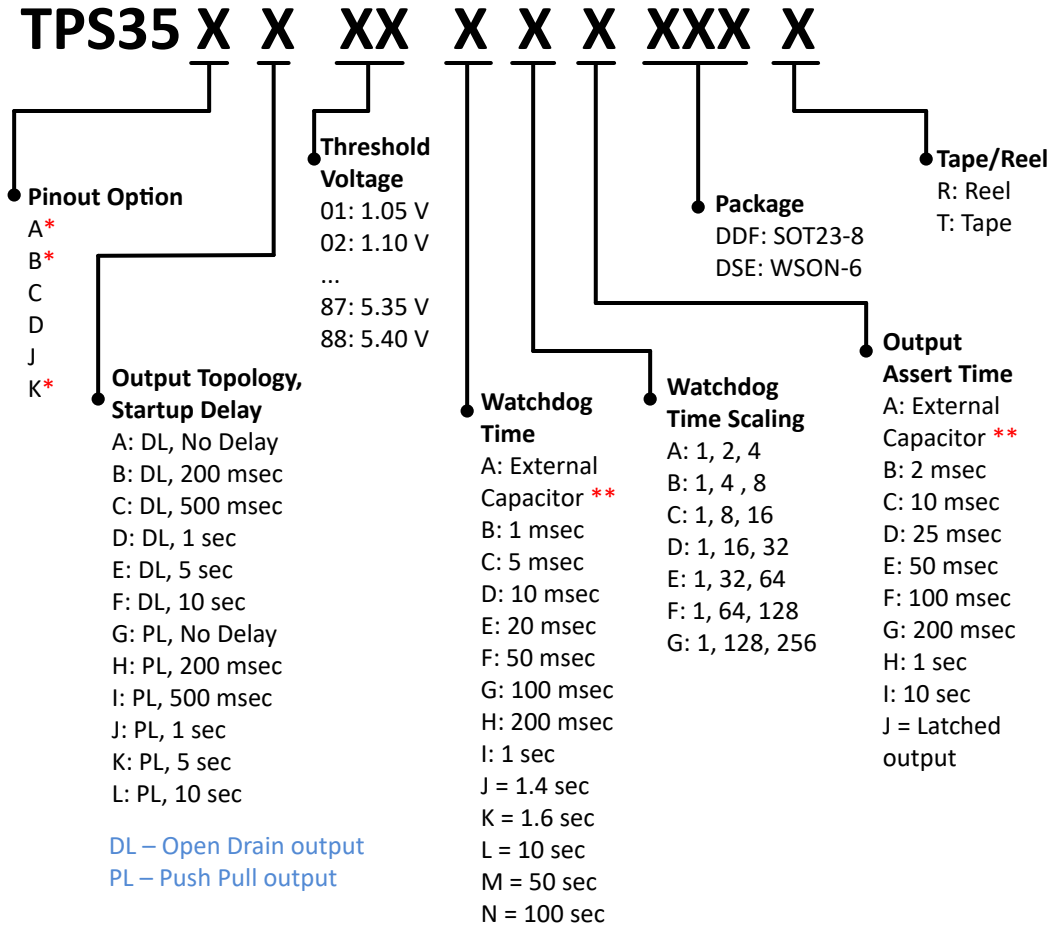 TPS35 X X XX X X X XXX X
Pinout Option
A*
B*
C
D
J
K*
Output Topology,
Startup Delay
A: DL, No Delay
B: DL, 200 msec
C: DL, 500 msec
D: DL, 1 sec
E: DL, 5 sec
F: DL, 10 sec
G: PL, No Delay
H: PL, 200 msec
I: PL, 500 msec
J: PL, 1 sec
K: PL, 5 sec
L: PL, 10 sec
DL – Open Drain output
PL – Push Pull output
Threshold
Voltage
01: 1.05 V
02: 1.10 V
...
87: 5.35 V
88: 5.40 V
Watchdog
Time
A: External
Capacitor **
B: 1 msec
C: 5 msec
D: 10 msec
E: 20 msec
F: 50 msec
G: 100 msec
H: 200 msec
I: 1 sec
J = 1.4 sec
K = 1.6 sec
L = 10 sec
M = 50 sec
N = 100 sec
Watchdog
Time Scaling
A: 1, 2, 4
B: 1, 4 , 8
C: 1, 8, 16
D: 1, 16, 32
E: 1, 32, 64
F: 1, 64, 128
G: 1, 128, 256
Output
Assert Time
A: External
Capacitor **
B: 2 msec
C: 10 msec
D: 25 msec
E: 50 msec
F: 100 msec
G: 200 msec
H: 1 sec
I: 10 sec
J = Latched
output
Package
DDF: SOT23-8
DSE: WSON-6
Tape/Reel
R: Reel
T: Tape